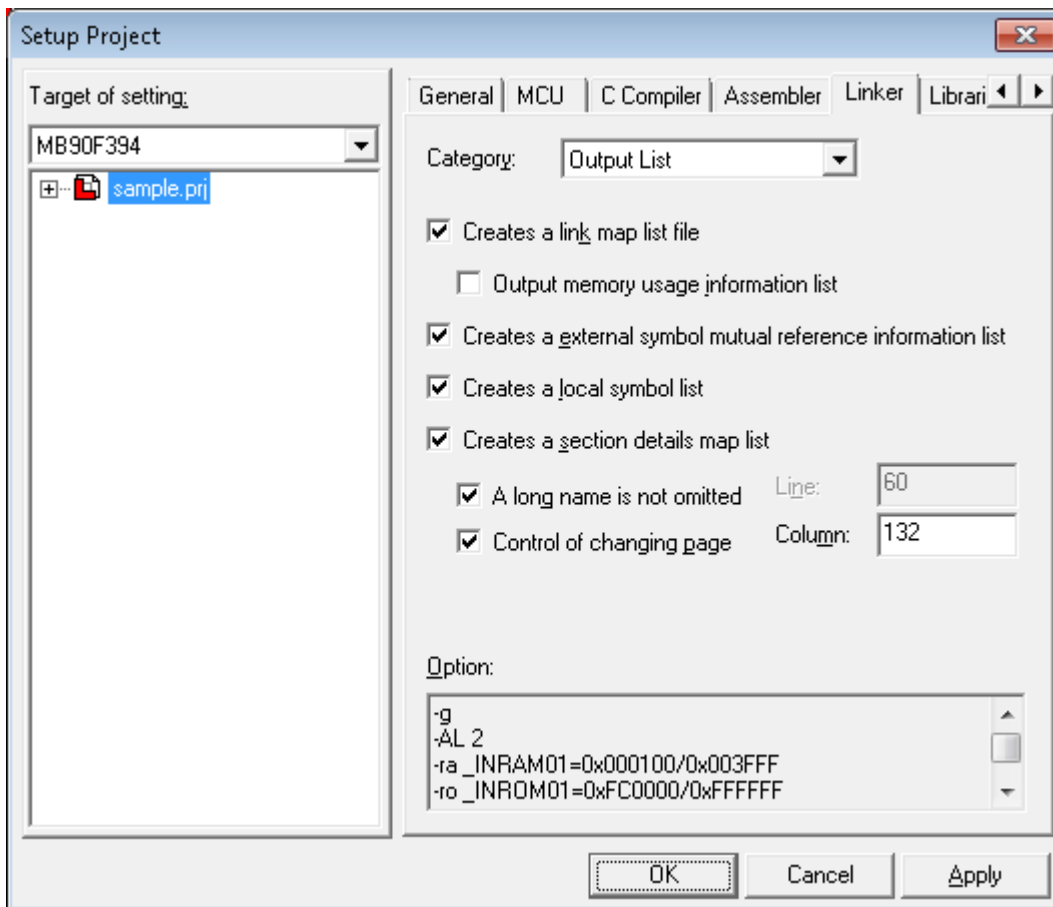 Setup Project
Target of setting:
MB90F394
sample.prj
General MCU C Compiler Assembler Linker Librari
Category: Output List
Creates a link map list file
Output memory usage information list
Creates a external symbol mutual reference information list
Creates a local symbol list
Creates a section details map list
A long name is not omitted Line: 60
Control of changing page Column: 132
Option:
-g
-AL 2
-ra _INRAM01=0x000100/0x003FFF
-ro _INROM01=0xFC0000/0xFFFFFF
OK Cancel Apply